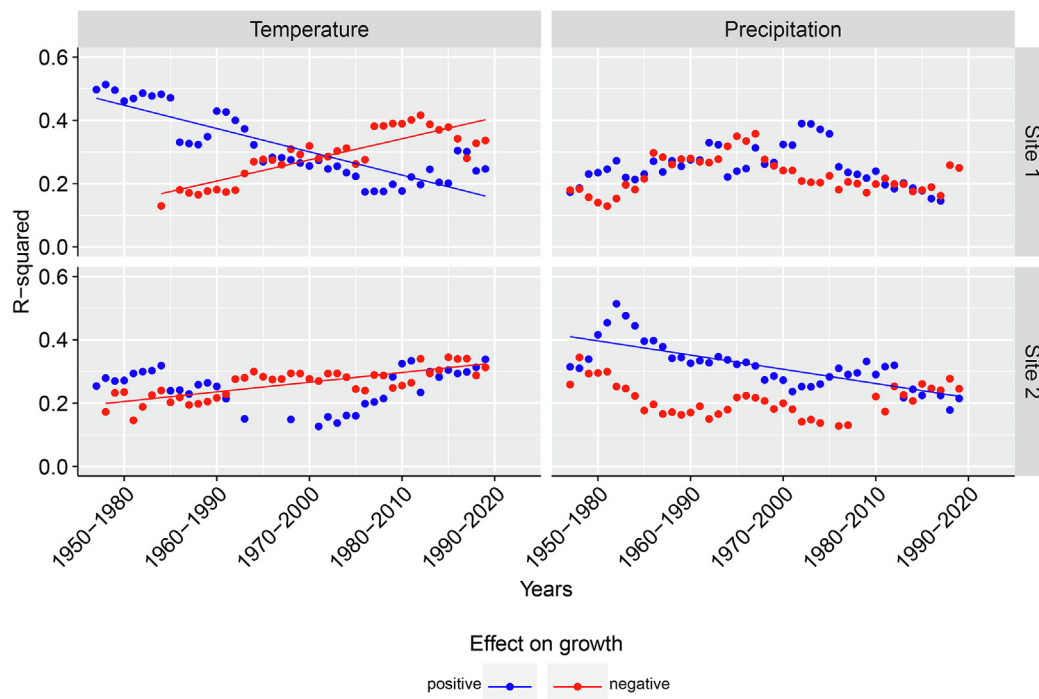 Temperature
Precipitation
R-squared
0.6
0.4
0.2
0.0
Site 1
0.6
0.4
0.2
0.0
Site 2
1950-1980
1960-1990
1970-2000
1980-2010
1990-2020
1950-1980
1960-1990
1970-2000
1980-2010
1990-2020
Years
Effect on growth
positive
negative